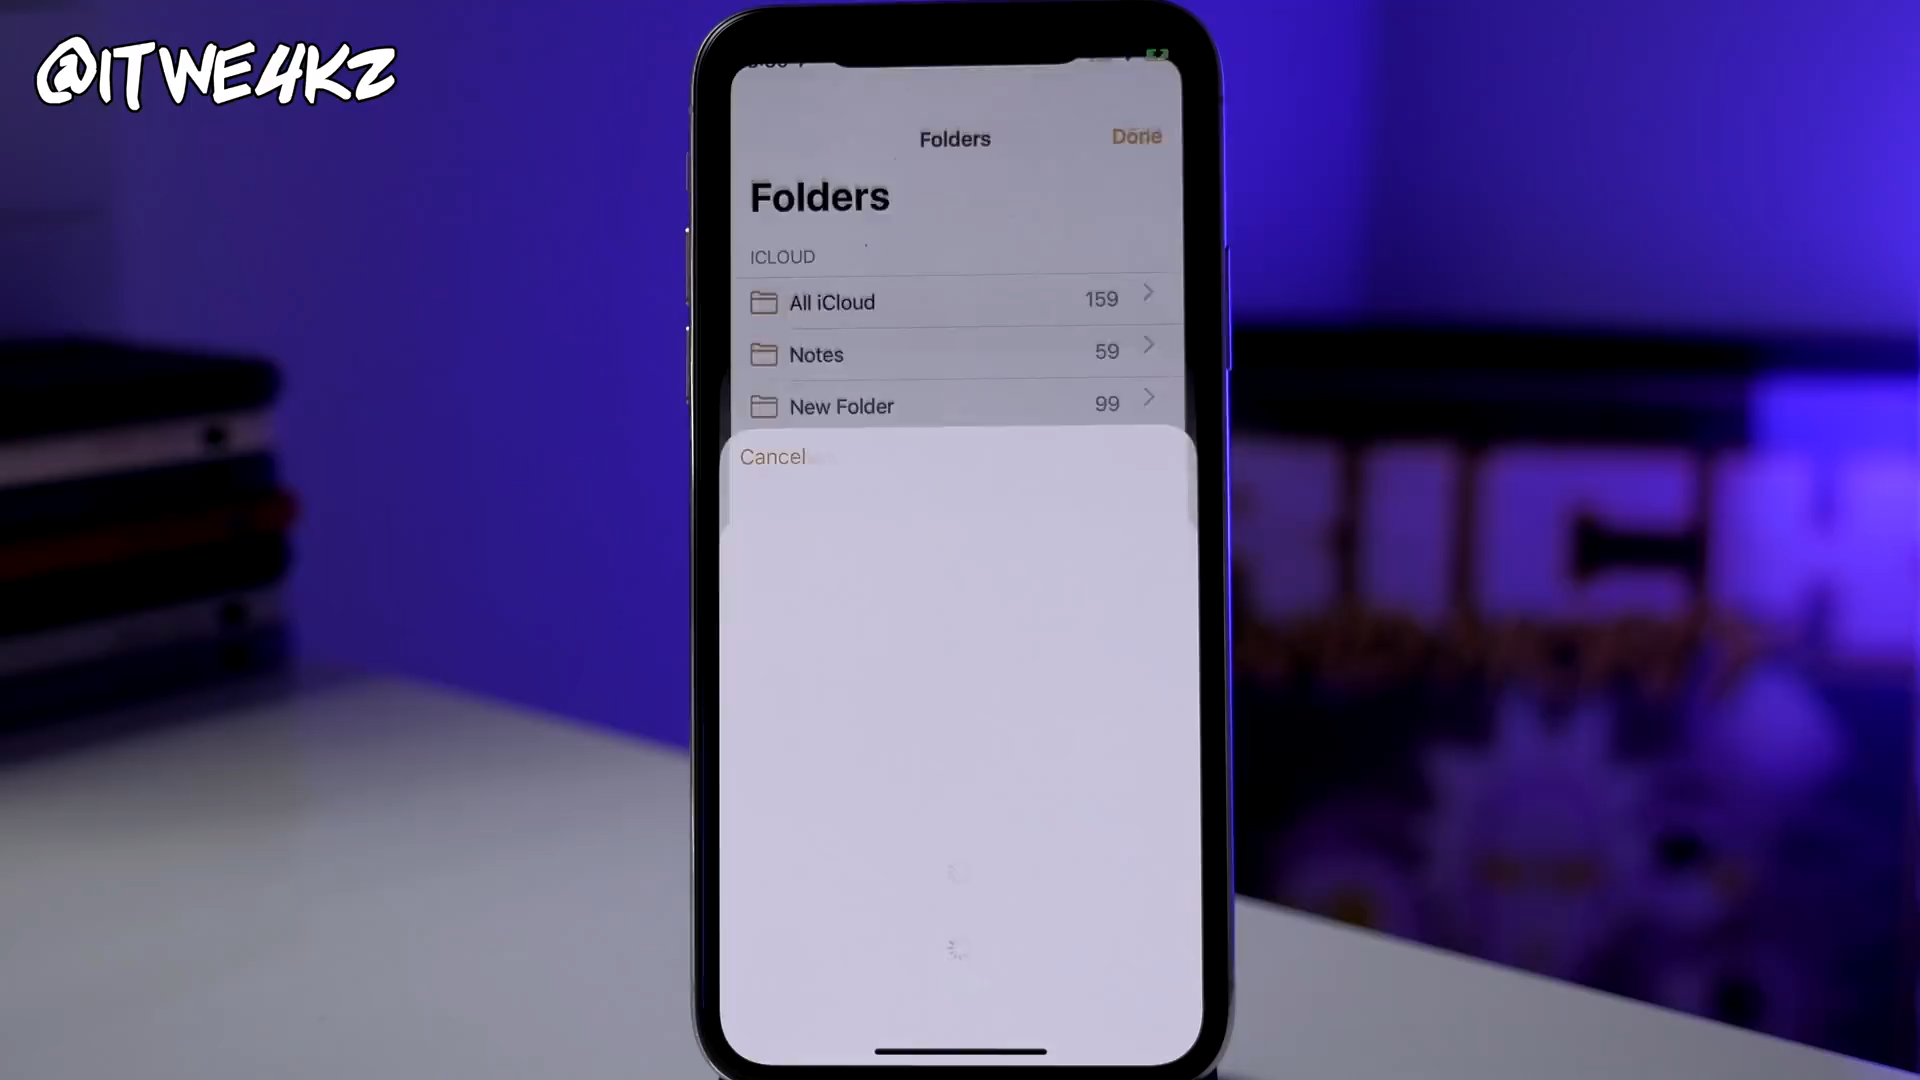 @ITWE4KZ
Folders
Done
Folders
ICLOUD
All iCloud 159
Notes 59
New Folder 99
Cancel